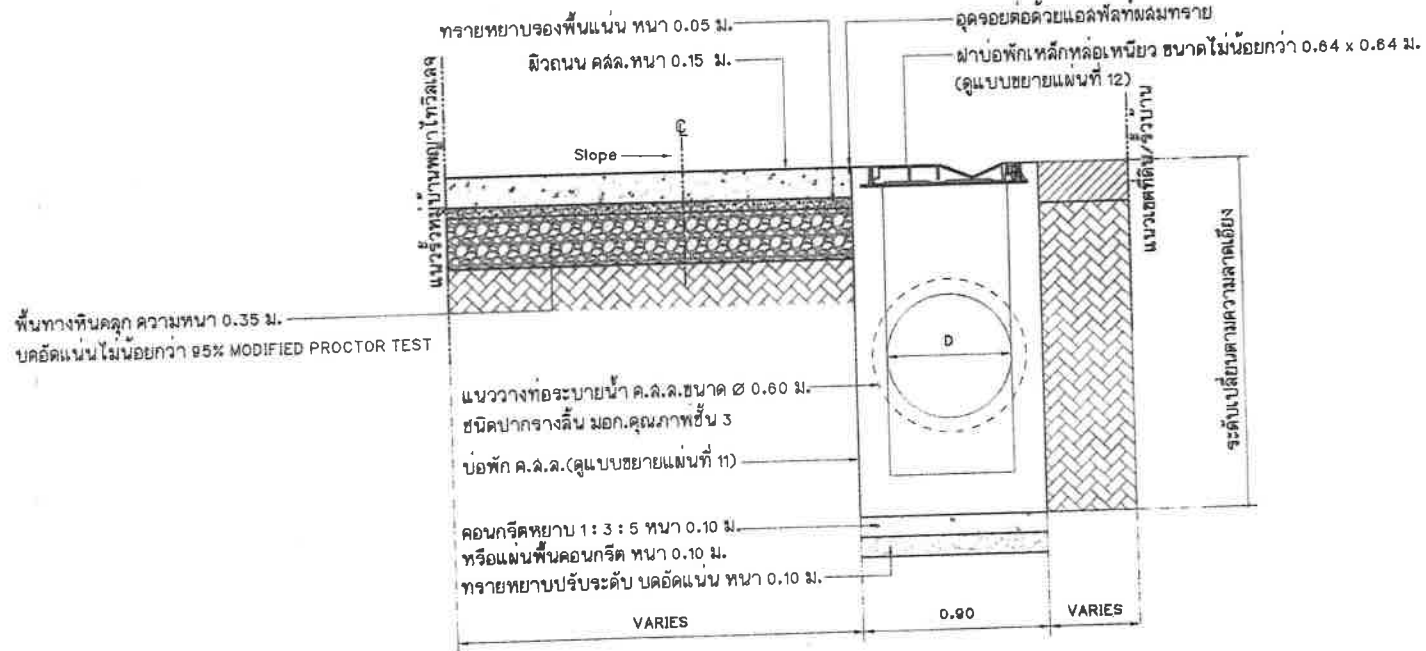 ทรายหยาบรองพื้นแน่น หนา 0.05 ม.
อุดรอยต่อด้วยแอสฟัลท์ผสมทราย
ผิวถนน คสล.หนา 0.15 ม.
ฝาบ่อพักเหล็กหล่อเหนียว ขนาดไม่น้อยกว่า 0.64 x 0.64 ม.
(ดูแบบขยายแผ่นที่ 12)
แนวรั้วหมู่บ้านพญาไทวิลเลจ
แนวเขตที่ดิน/รั้วบ้าน
℄
Slope
ระดับเปลี่ยนตามความลาดเอียง
พื้นทางหินคลุก ความหนา 0.35 ม.
บดอัดแน่นไม่น้อยกว่า 95% MODIFIED PROCTOR TEST
D
แนววางท่อระบายน้ำ ค.ส.ล.ขนาด Ø 0.60 ม.
ชนิดปากรางลิ้น มอก.คุณภาพชั้น 3
บ่อพัก ค.ส.ล.(ดูแบบขยายแผ่นที่ 11)
คอนกรีตหยาบ 1 : 3 : 5 หนา 0.10 ม.
หรือแผ่นพื้นคอนกรีต หนา 0.10 ม.
ทรายหยาบปรับระดับ บดอัดแน่น หนา 0.10 ม.
VARIES
0.90
VARIES